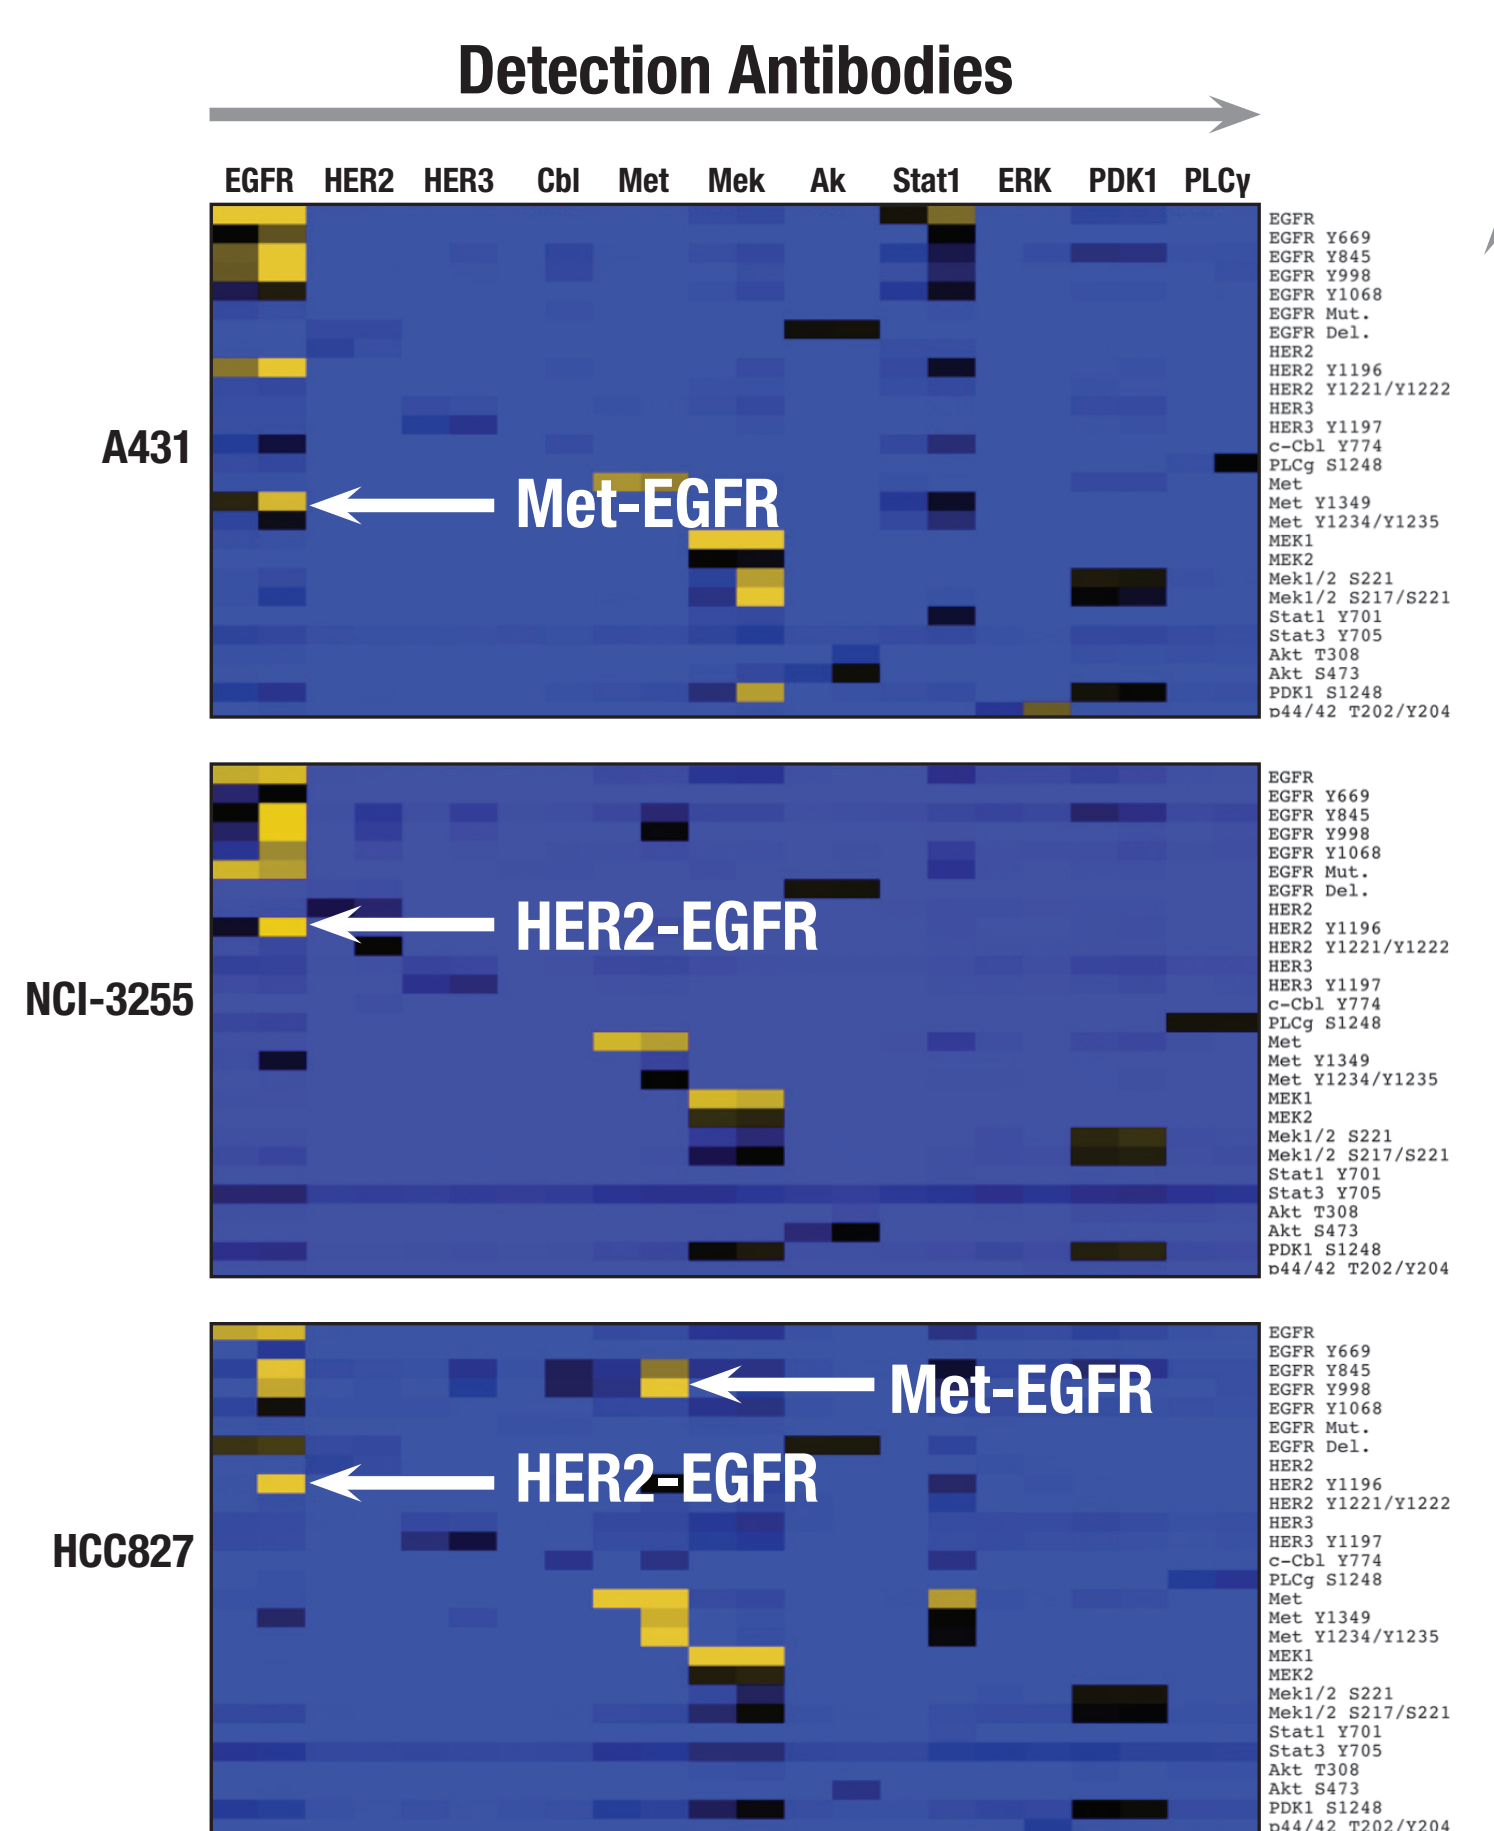 Detection Antibodies
EGFR HER2 HER3 Cbl Met Mek Ak Stat1 ERK PDK1 PLCγ
A431
Met-EGFR
EGFR
EGFR Y669
EGFR Y845
EGFR Y998
EGFR Y1068
EGFR Mut.
EGFR Del.
HER2
HER2 Y1196
HER2 Y1221/Y1222
HER3
HER3 Y1197
c-Cbl Y774
PLCg S1248
Met
Met Y1349
Met Y1234/Y1235
MEK1
MEK2
Mek1/2 S221
Mek1/2 S217/S221
Stat1 Y701
Stat3 Y705
Akt T308
Akt S473
PDK1 S1248
p44/42 T202/Y204
NCI-3255
HER2-EGFR
EGFR
EGFR Y669
EGFR Y845
EGFR Y998
EGFR Y1068
EGFR Mut.
EGFR Del.
HER2
HER2 Y1196
HER2 Y1221/Y1222
HER3
HER3 Y1197
c-Cbl Y774
PLCg S1248
Met
Met Y1349
Met Y1234/Y1235
MEK1
MEK2
Mek1/2 S221
Mek1/2 S217/S221
Stat1 Y701
Stat3 Y705
Akt T308
Akt S473
PDK1 S1248
p44/42 T202/Y204
HCC827
Met-EGFR
HER2-EGFR
EGFR
EGFR Y669
EGFR Y845
EGFR Y998
EGFR Y1068
EGFR Mut.
EGFR Del.
HER2
HER2 Y1196
HER2 Y1221/Y1222
HER3
HER3 Y1197
c-Cbl Y774
PLCg S1248
Met
Met Y1349
Met Y1234/Y1235
MEK1
MEK2
Mek1/2 S221
Mek1/2 S217/S221
Stat1 Y701
Stat3 Y705
Akt T308
Akt S473
PDK1 S1248
p44/42 T202/Y204